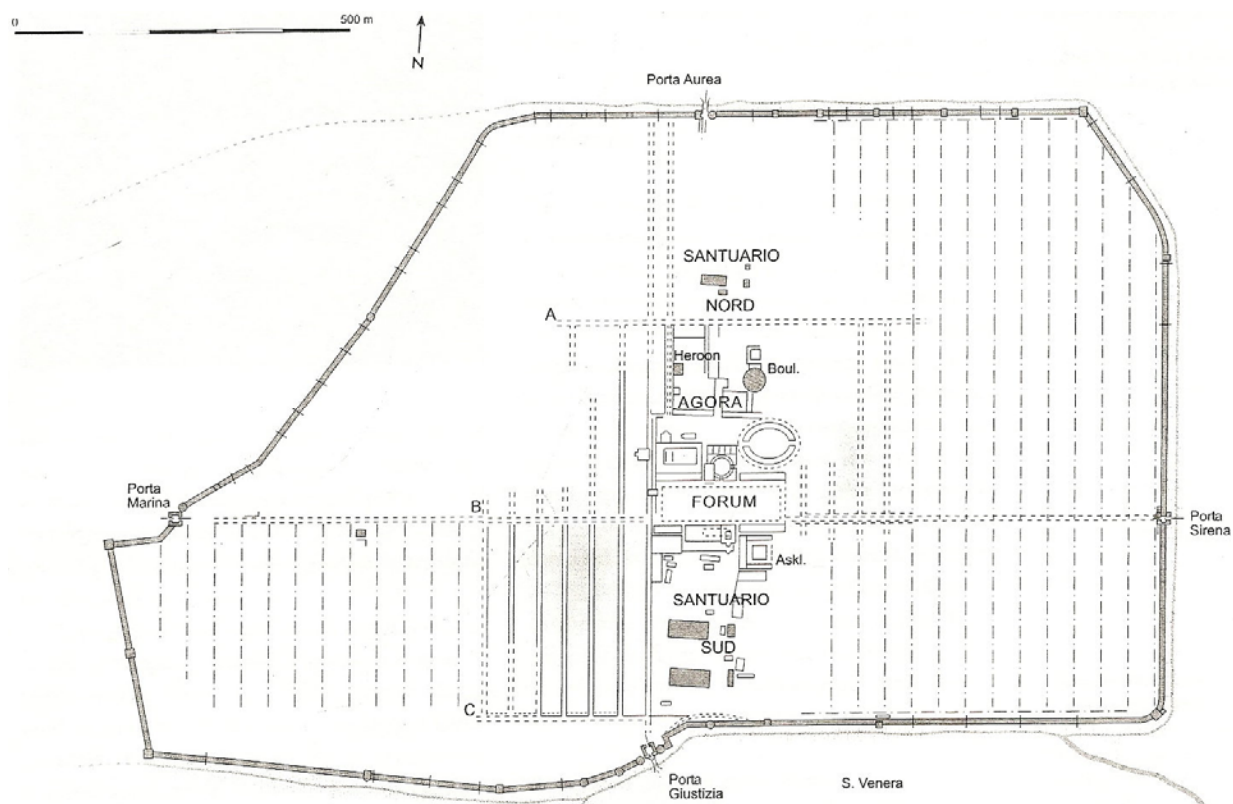 0
500 m
N
Porta Aurea
SANTUARIO
NORD
A
Heroon
Boul.
AGORA
Porta
Marina
B
FORUM
Porta
Sirena
Askl.
SANTUARIO
SUD
C
Porta
Giustizia
S. Venera